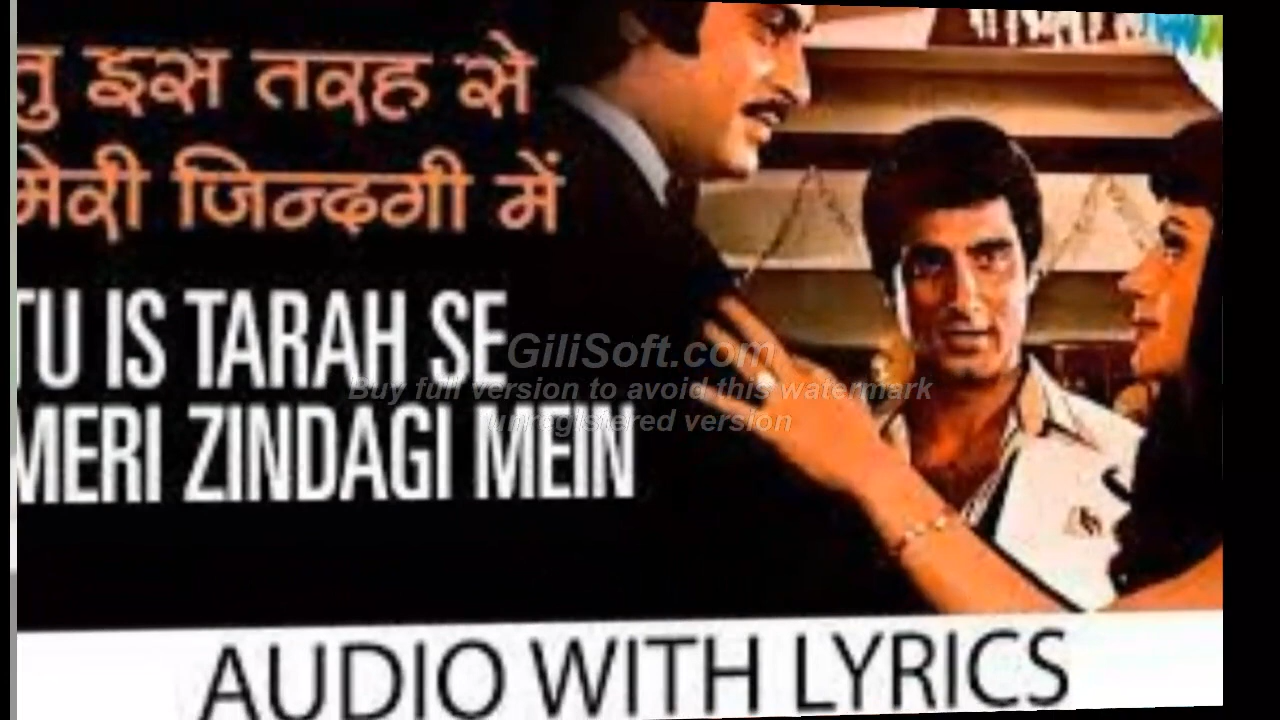 तु इस तरह से
मेरी जिन्दगी में
TU IS TARAH SE
MERI ZINDAGI MEIN
GiliSoft.com
Buy full version to avoid this watermark
unregistered version
AUDIO WITH LYRICS